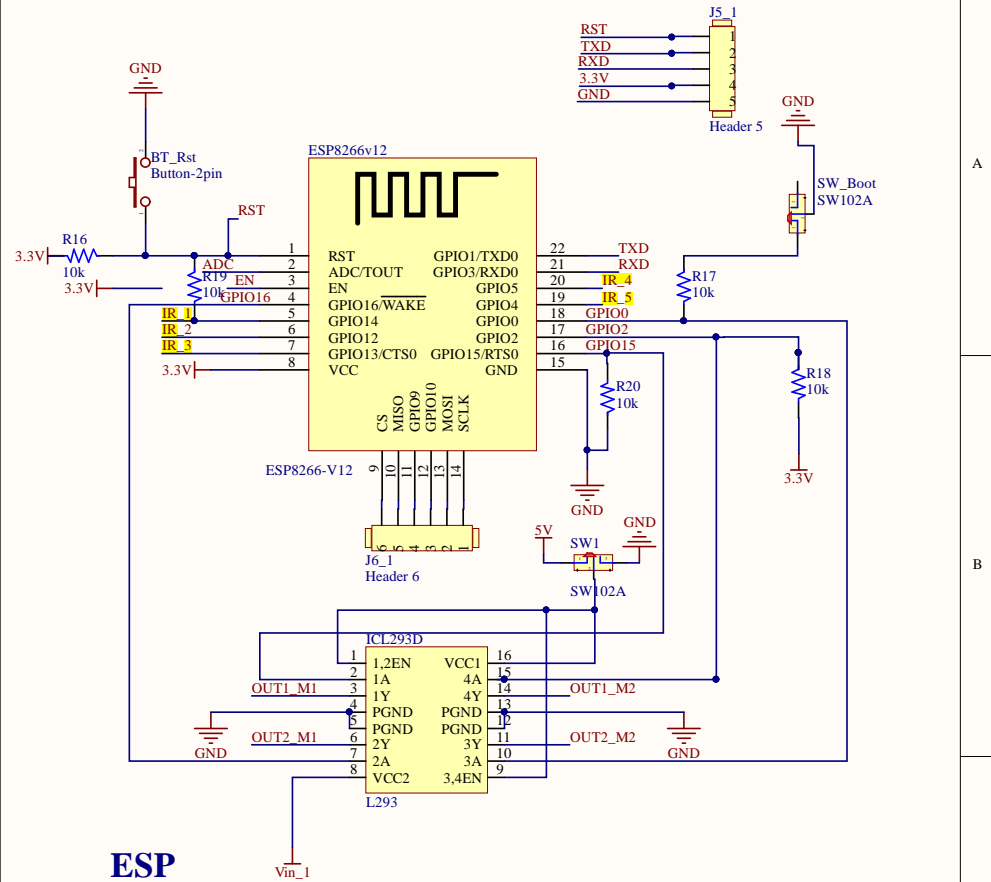 J5_1
RST
1
TXD
2
RXD
3
3.3V
4
GND
5
Header 5
GND
BT_Rst
Button-2pin
RST
R16
3.3V
10k
ADC
R19
10k
3.3V
EN
GPIO16
IR_1
IR_2
IR_3
3.3V
ESP8266v12
1 RST
2 ADC/TOUT
3 EN
4 GPIO16/WAKE
5 GPIO14
6 GPIO12
7 GPIO13/CTS0
8 VCC
GPIO1/TXD0 22 TXD
GPIO3/RXD0 21 RXD
GPIO5 20 IR_4
GPIO4 19 IR_5
GPIO0 18 GPIO0
GPIO2 17 GPIO2
GPIO15/RTS0 16 GPIO15
GND 15
CS MISO GPIO9 GPIO10 MOSI SCLK
9 10 11 12 13 14
ESP8266-V12
6 5 4 3 2 1
J6_1
Header 6
GND
SW_Boot
SW102A
R17
10k
R18
10k
3.3V
R20
10k
GND
5V
SW1
GND
SW102A
ICL293D
1 1,2EN VCC1 16
2 1A 4A 15
OUT1_M1 3 1Y 4Y 14 OUT1_M2
4 PGND PGND 13
5 PGND PGND 12
OUT2_M1 6 2Y 3Y 11 OUT2_M2
7 2A 3A 10
8 VCC2 3,4EN 9
GND
GND
L293
Vin_1
ESP
A
B